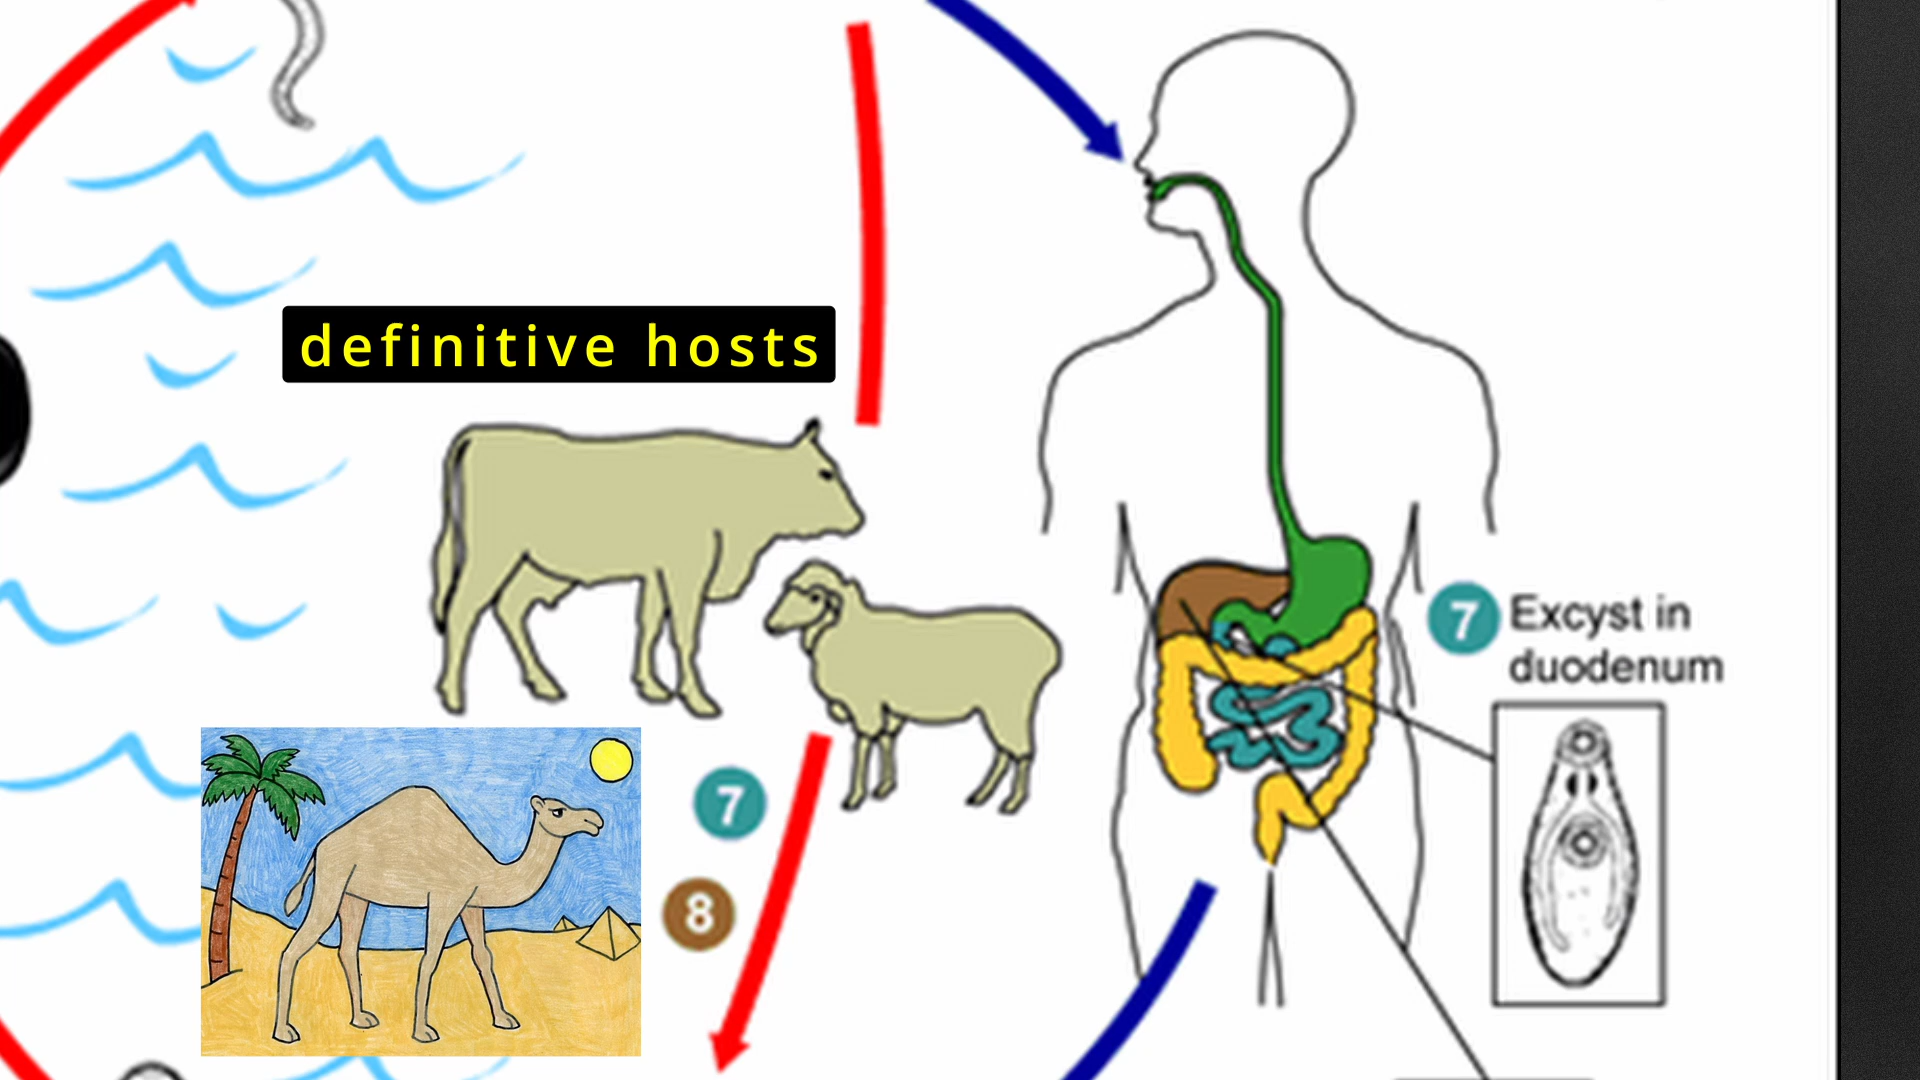 definitive hosts
7 Excyst in
duodenum
7
8